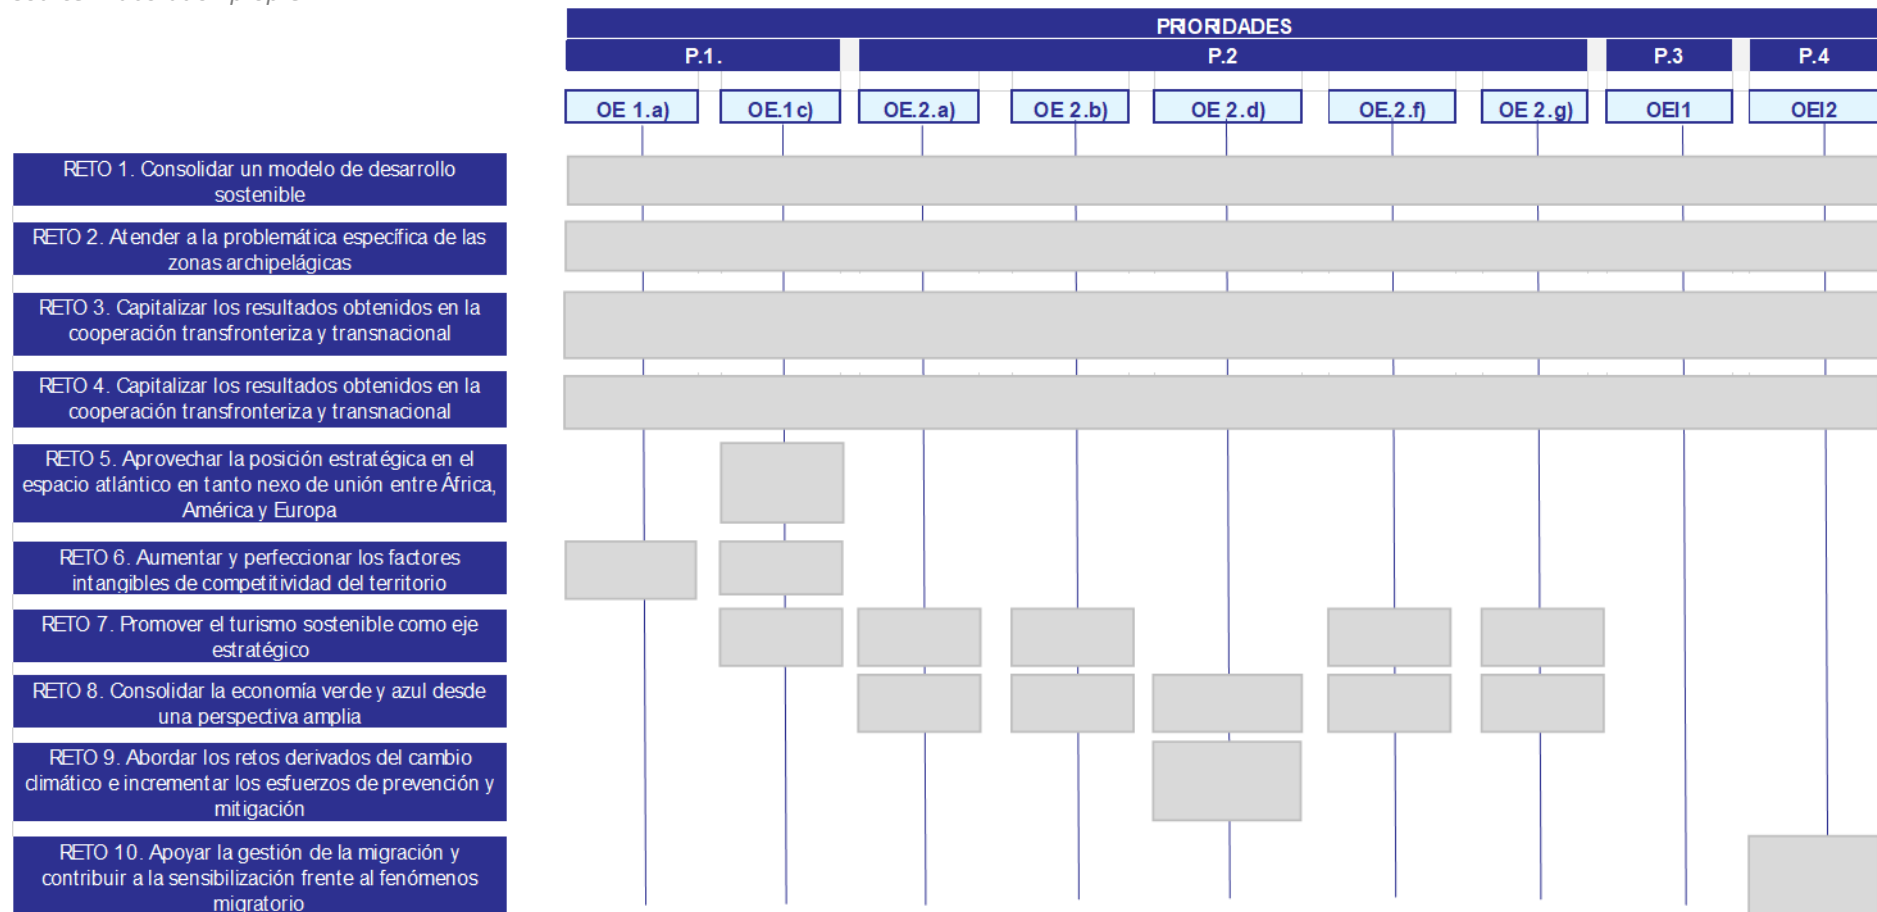 PRIORIDADES
P.1. P.2 P.3 P.4
OE 1.a) OE.1 c) OE.2.a) OE 2.b) OE 2.d) OE.2.f) OE 2.g) OEI1 OEI2
RETO 1. Consolidar un modelo de desarrollo
sostenible
RETO 2. Atender a la problemática específica de las
zonas archipelágicas
RETO 3. Capitalizar los resultados obtenidos en la
cooperación transfronteriza y transnacional
RETO 4. Capitalizar los resultados obtenidos en la
cooperación transfronteriza y transnacional
RETO 5. Aprovechar la posición estratégica en el
espacio atlántico en tanto nexo de unión entre África,
América y Europa
RETO 6. Aumentar y perfeccionar los factores
intangibles de competitividad del territorio
RETO 7. Promover el turismo sostenible como eje
estratégico
RETO 8. Consolidar la economía verde y azul desde
una perspectiva amplia
RETO 9. Abordar los retos derivados del cambio
climático e incrementar los esfuerzos de prevención y
mitigación
RETO 10. Apoyar la gestión de la migración y
contribuir a la sensibilización frente al fenómenos
migratorio